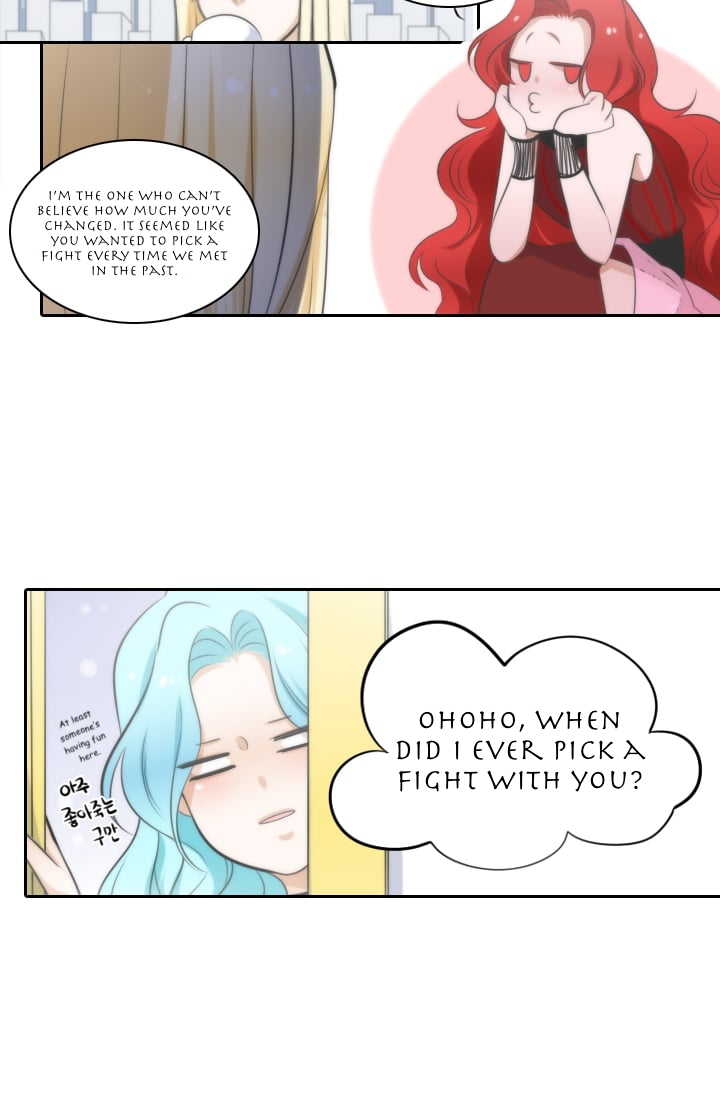 I'M THE ONE WHO CAN'T
BELIEVE HOW MUCH YOU'VE
CHANGED. IT SEEMED LIKE
YOU WANTED TO PICK A
FIGHT EVERY TIME WE MET
IN THE PAST.
OHOHO, WHEN
DID I EVER PICK A
FIGHT WITH YOU?
At least
someone's
having fun
here.
아주
좋아죽는
구만